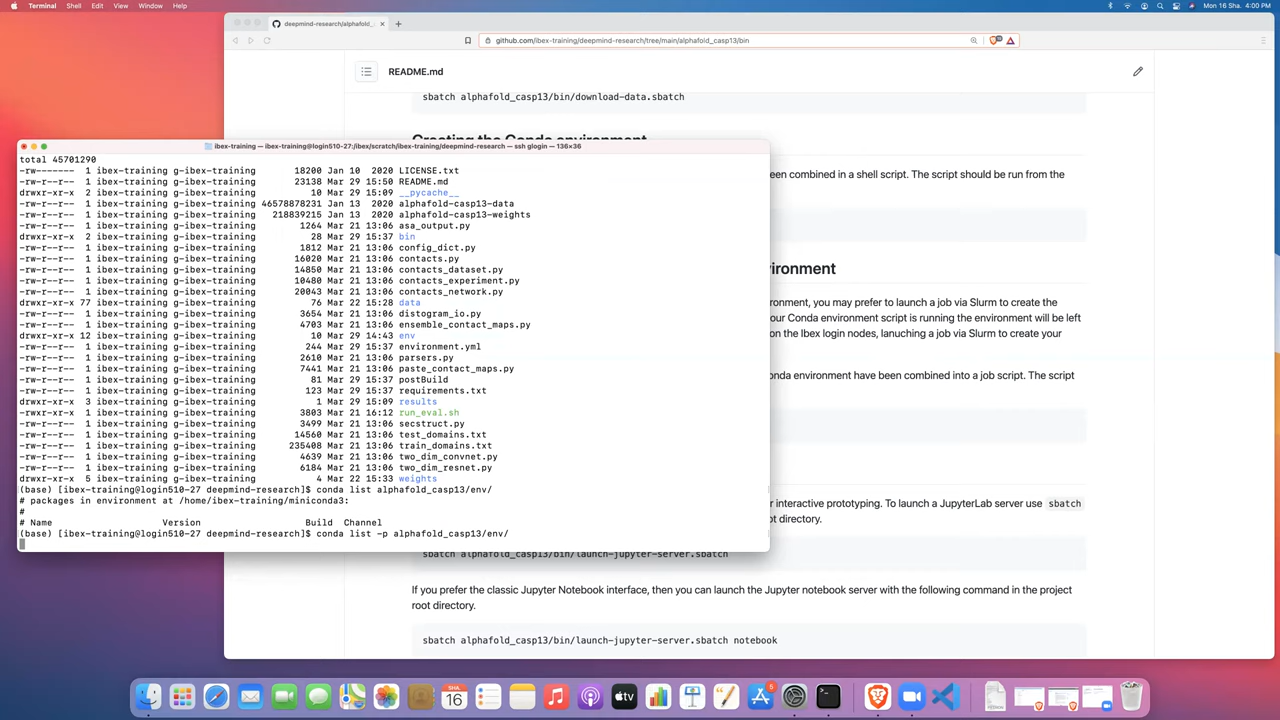 Terminal Shell Edit View Window Help
Mon 16 Sha. 4:00 PM
deepmind-research/alphafold_
github.com/ibex-training/deepmind-research/tree/main/alphafold_casp13/bin
README.md
sbatch alphafold_casp13/bin/download-data.sbatch
Creating the Conda environment
ibex-training — ibex-training@login510-27:/ibex/scratch/ibex-training/deepmind-research — ssh glogin — 136×36
total 45701290
-rw------- 1 ibex-training g-ibex-training 18200 Jan 10 2020 LICENSE.txt
-rw-r--r-- 1 ibex-training g-ibex-training 23138 Mar 29 15:50 README.md
drwxr-xr-x 2 ibex-training g-ibex-training 10 Mar 29 15:09 __pycache__
-rw-r--r-- 1 ibex-training g-ibex-training 46578878231 Jan 13 2020 alphafold-casp13-data
-rw-r--r-- 1 ibex-training g-ibex-training 218839215 Jan 13 2020 alphafold-casp13-weights
-rw-r--r-- 1 ibex-training g-ibex-training 1264 Mar 21 13:06 asa_output.py
drwxr-xr-x 2 ibex-training g-ibex-training 28 Mar 29 15:37 bin
-rw-r--r-- 1 ibex-training g-ibex-training 1812 Mar 21 13:06 config_dict.py
-rw-r--r-- 1 ibex-training g-ibex-training 16020 Mar 21 13:06 contacts.py
-rw-r--r-- 1 ibex-training g-ibex-training 14850 Mar 21 13:06 contacts_dataset.py
-rw-r--r-- 1 ibex-training g-ibex-training 10480 Mar 21 13:06 contacts_experiment.py
-rw-r--r-- 1 ibex-training g-ibex-training 20043 Mar 21 13:06 contacts_network.py
drwxr-xr-x 77 ibex-training g-ibex-training 76 Mar 22 15:28 data
-rw-r--r-- 1 ibex-training g-ibex-training 3654 Mar 21 13:06 distogram_io.py
-rw-r--r-- 1 ibex-training g-ibex-training 4703 Mar 21 13:06 ensemble_contact_maps.py
drwxr-xr-x 12 ibex-training g-ibex-training 10 Mar 29 14:43 env
-rw-r--r-- 1 ibex-training g-ibex-training 244 Mar 29 15:37 environment.yml
-rw-r--r-- 1 ibex-training g-ibex-training 2610 Mar 21 13:06 parsers.py
-rw-r--r-- 1 ibex-training g-ibex-training 7441 Mar 21 13:06 paste_contact_maps.py
-rw-r--r-- 1 ibex-training g-ibex-training 81 Mar 29 15:37 postBuild
-rw-r--r-- 1 ibex-training g-ibex-training 123 Mar 29 15:37 requirements.txt
drwxr-xr-x 3 ibex-training g-ibex-training 1 Mar 29 15:09 results
-rw-r--r-- 1 ibex-training g-ibex-training 3803 Mar 21 16:12 run_eval.sh
-rw-r--r-- 1 ibex-training g-ibex-training 3499 Mar 21 13:06 secstruct.py
-rw-r--r-- 1 ibex-training g-ibex-training 14560 Mar 21 13:06 test_domains.txt
-rw-r--r-- 1 ibex-training g-ibex-training 235408 Mar 21 13:06 train_domains.txt
-rw-r--r-- 1 ibex-training g-ibex-training 4639 Mar 21 13:06 two_dim_convnet.py
-rw-r--r-- 1 ibex-training g-ibex-training 6184 Mar 21 13:06 two_dim_resnet.py
drwxr-xr-x 5 ibex-training g-ibex-training 4 Mar 22 15:33 weights
(base) [ibex-training@login510-27 deepmind-research]$ conda list alphafold_casp13/env/
# packages in environment at /home/ibex-training/miniconda3:
#
# Name Version Build Channel
(base) [ibex-training@login510-27 deepmind-research]$ conda list -p alphafold_casp13/env/
een combined in a shell script. The script should be run from the
ironment
ronment, you may prefer to launch a job via Slurm to create the
our Conda environment script is running the environment will be left
on the Ibex login nodes, lanuching a job via Slurm to create your
onda environment have been combined into a job script. The script
r interactive prototyping. To launch a JupyterLab server use sbatch
ot directory.
sbatch alphafold_casp13/bin/launch-jupyter-server.sbatch
If you prefer the classic Jupyter Notebook interface, then you can launch the Jupyter notebook server with the following command in the project
root directory.
sbatch alphafold_casp13/bin/launch-jupyter-server.sbatch notebook